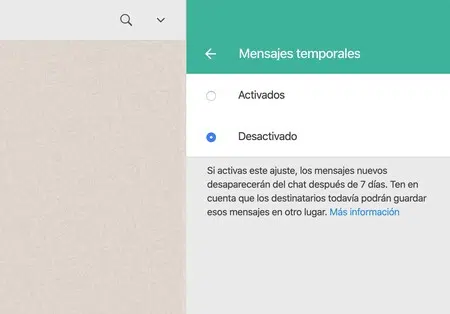 Mensajes temporales
Activados
Desactivado
Si activas este ajuste, los mensajes nuevos
desaparecerán del chat después de 7 días. Ten en
cuenta que los destinatarios todavía podrán guardar
esos mensajes en otro lugar. Más información